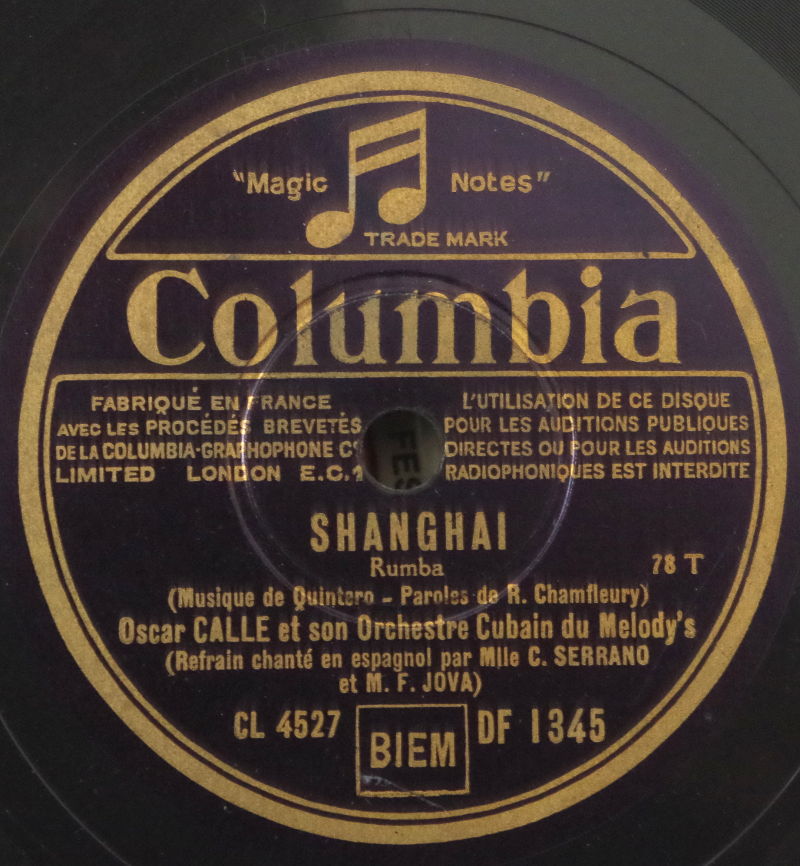 "Magic Notes"
TRADE MARK
Columbia
FABRIQUÉ EN FRANCE
AVEC LES PROCÉDÉS BREVETÉS
DE LA COLUMBIA-GRAPHOPHONE Cº
LIMITED LONDON E.C.1
L'UTILISATION DE CE DISQUE
POUR LES AUDITIONS PUBLIQUES
DIRECTES OU POUR LES AUDITIONS
RADIOPHONIQUES EST INTERDITE
FES
SHANGHAI
Rumba
78 T
(Musique de Quintero - Paroles de R. Chamfleury)
Oscar CALLE et son Orchestre Cubain du Melody's
(Refrain chanté en espagnol par Mlle C. SERRANO
et M. F. JOVA)
CL 4527 BIEM DF 1345